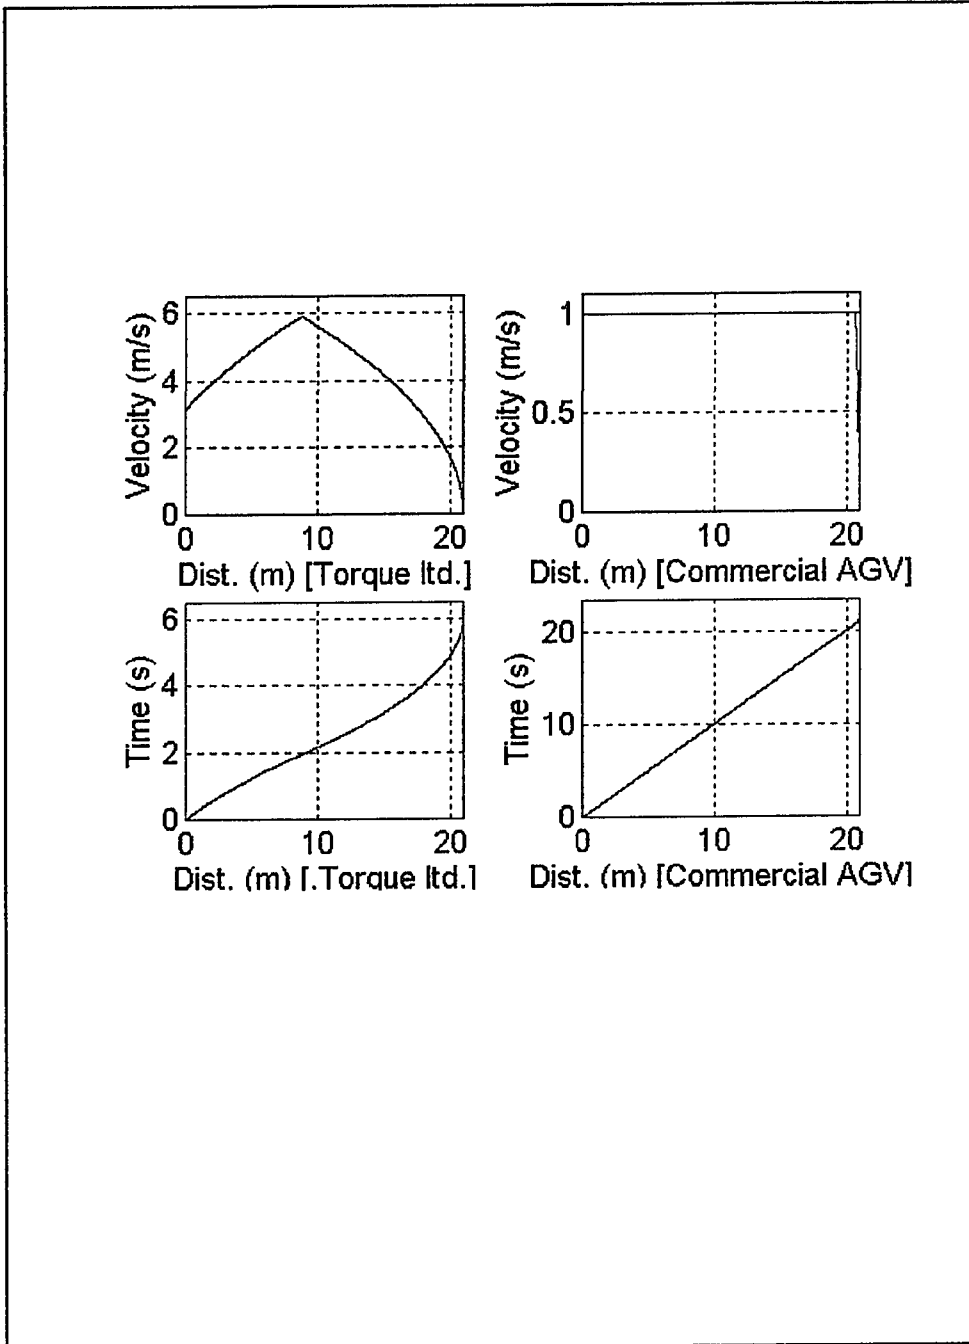 Velocity (m/s)
6
4
2
0
0 10 20
Dist. (m) [Torque ltd.]
Velocity (m/s)
1
0.5
0
0 10 20
Dist. (m) [Commercial AGV]
Time (s)
6
4
2
0
0 10 20
Dist. (m) [.Torque ltd.]
Time (s)
20
10
0
0 10 20
Dist. (m) [Commercial AGV]